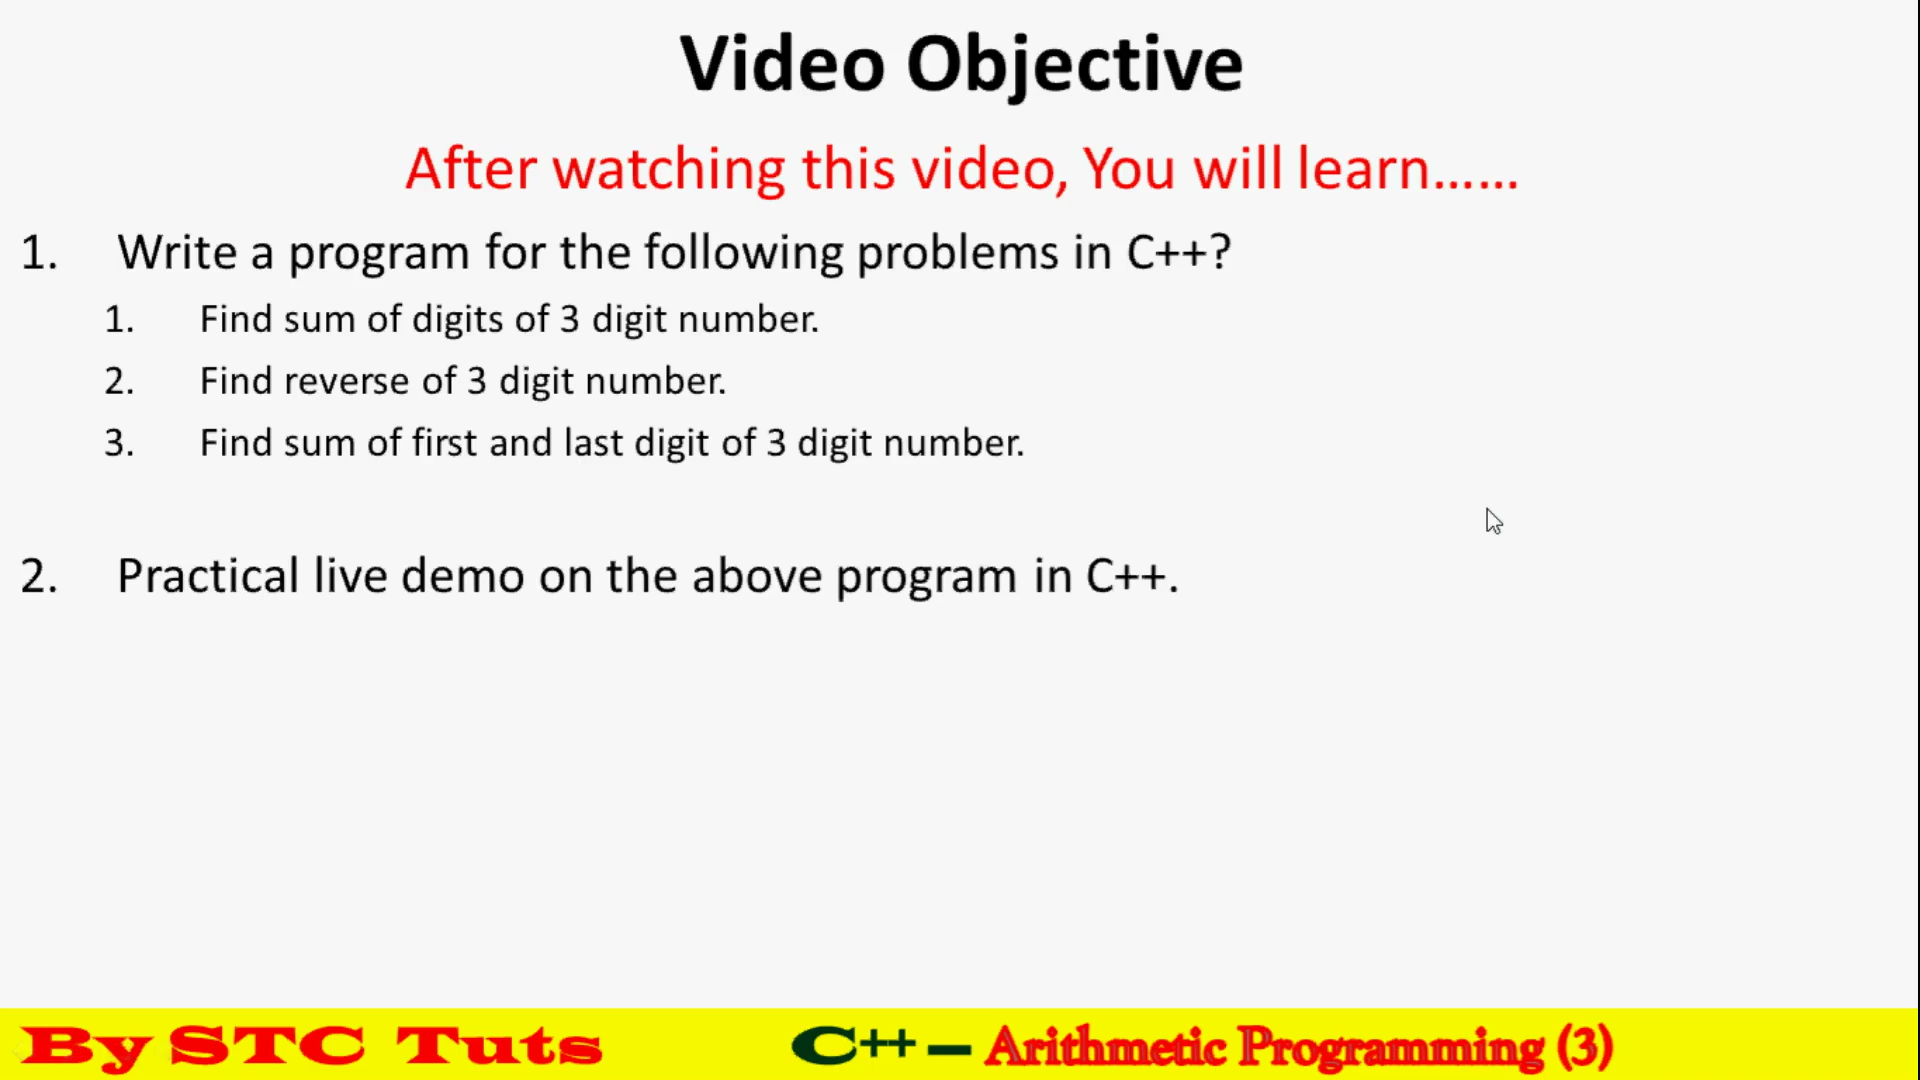 Video Objective
After watching this video, You will learn......
1. Write a program for the following problems in C++?
1. Find sum of digits of 3 digit number.
2. Find reverse of 3 digit number.
3. Find sum of first and last digit of 3 digit number.
2. Practical live demo on the above program in C++.
By STC Tuts C++ – Arithmetic Programming (3)